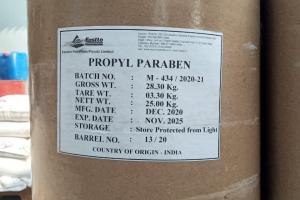 PROPYL PARABEN
BATCH NO. : M - 434 / 2020-21
GROSS WT. : 28.30 Kg.
TARE WT. : 03.30 Kg.
NETT WT. : 25.00 Kg.
MFG. DATE : DEC. 2020
EXP. DATE : NOV. 2025
STORAGE : Store Protected from Light
BARREL NO. : 13 / 20
COUNTRY OF ORIGIN - INDIA